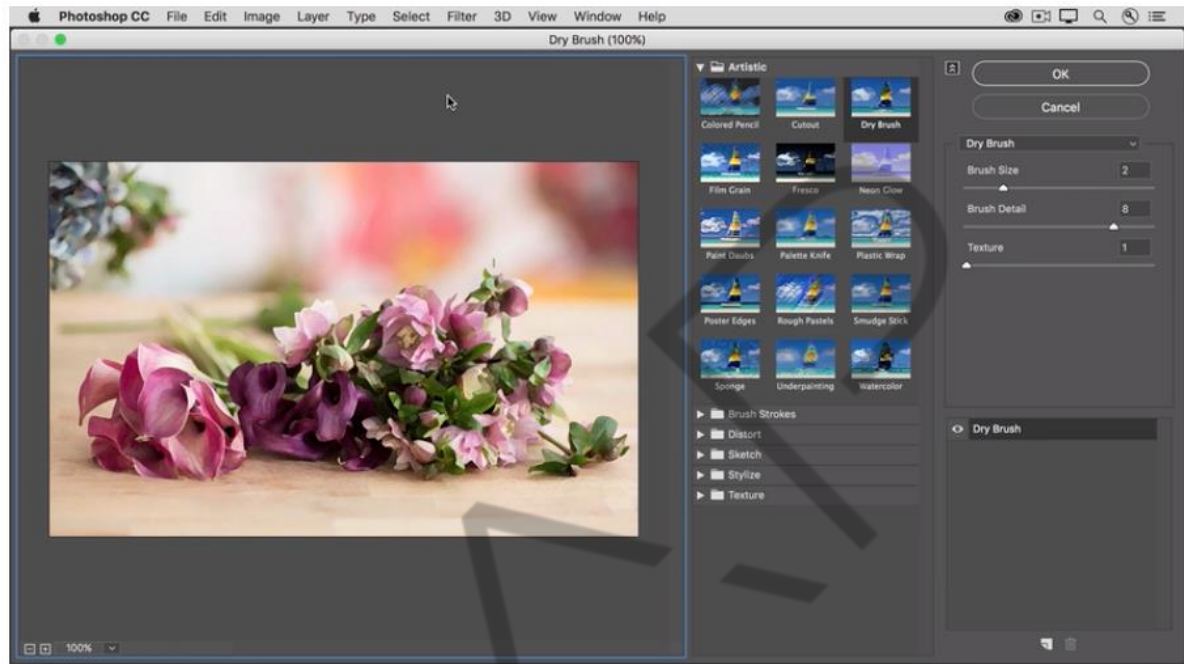 Photoshop CC File Edit Image Layer Type Select Filter 3D View Window Help
Dry Brush (100%)
Artistic
Colored Pencil Cutout Dry Brush
Film Grain Fresco Neon Glow
Paint Daubs Palette Knife Plastic Wrap
Poster Edges Rough Pastels Smudge Stick
Sponge Underpainting Watercolor
Brush Strokes
Distort
Sketch
Stylize
Texture
OK
Cancel
Dry Brush
Brush Size 2
Brush Detail 8
Texture 1
Dry Brush
100%